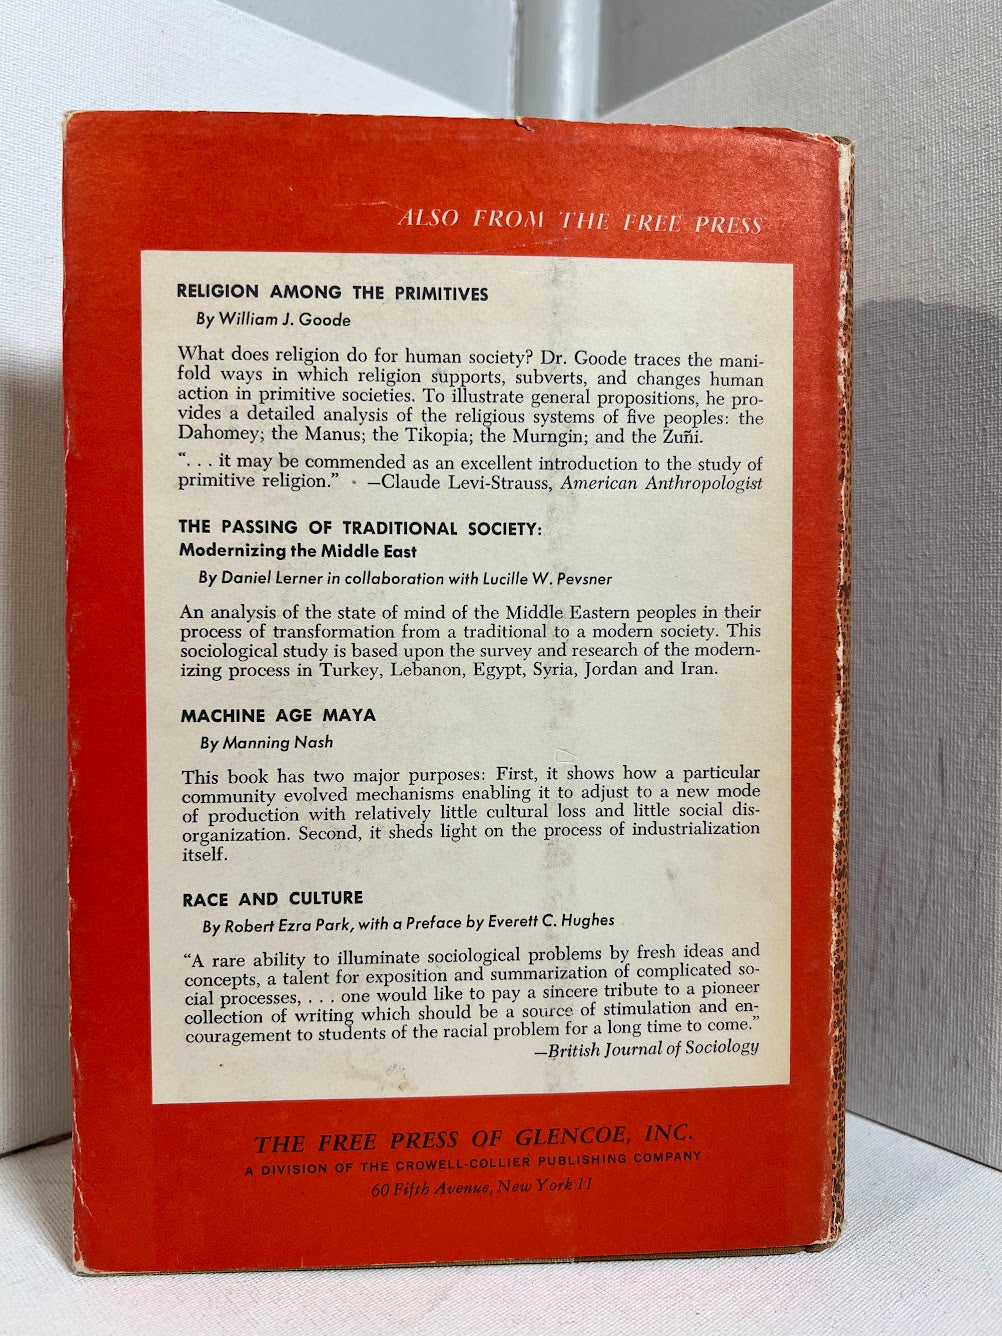 ALSO FROM THE FREE PRESS
RELIGION AMONG THE PRIMITIVES
By William J. Goode
What does religion do for human society? Dr. Goode traces the mani-
fold ways in which religion supports, subverts, and changes human
action in primitive societies. To illustrate general propositions, he pro-
vides a detailed analysis of the religious systems of five peoples: the
Dahomey; the Manus; the Tikopia; the Murngin; and the Zuñi.
“. . . it may be commended as an excellent introduction to the study of
primitive religion.” —Claude Levi-Strauss, American Anthropologist
THE PASSING OF TRADITIONAL SOCIETY:
Modernizing the Middle East
By Daniel Lerner in collaboration with Lucille W. Pevsner
An analysis of the state of mind of the Middle Eastern peoples in their
process of transformation from a traditional to a modern society. This
sociological study is based upon the survey and research of the modern-
izing process in Turkey, Lebanon, Egypt, Syria, Jordan and Iran.
MACHINE AGE MAYA
By Manning Nash
This book has two major purposes: First, it shows how a particular
community evolved mechanisms enabling it to adjust to a new mode
of production with relatively little cultural loss and little social dis-
organization. Second, it sheds light on the process of industrialization
itself.
RACE AND CULTURE
By Robert Ezra Park, with a Preface by Everett C. Hughes
“A rare ability to illuminate sociological problems by fresh ideas and
concepts, a talent for exposition and summarization of complicated so-
cial processes, . . . one would like to pay a sincere tribute to a pioneer
collection of writing which should be a source of stimulation and en-
couragement to students of the racial problem for a long time to come.”
—British Journal of Sociology
THE FREE PRESS OF GLENCOE, INC.
A DIVISION OF THE CROWELL-COLLIER PUBLISHING COMPANY
60 Fifth Avenue, New York 11